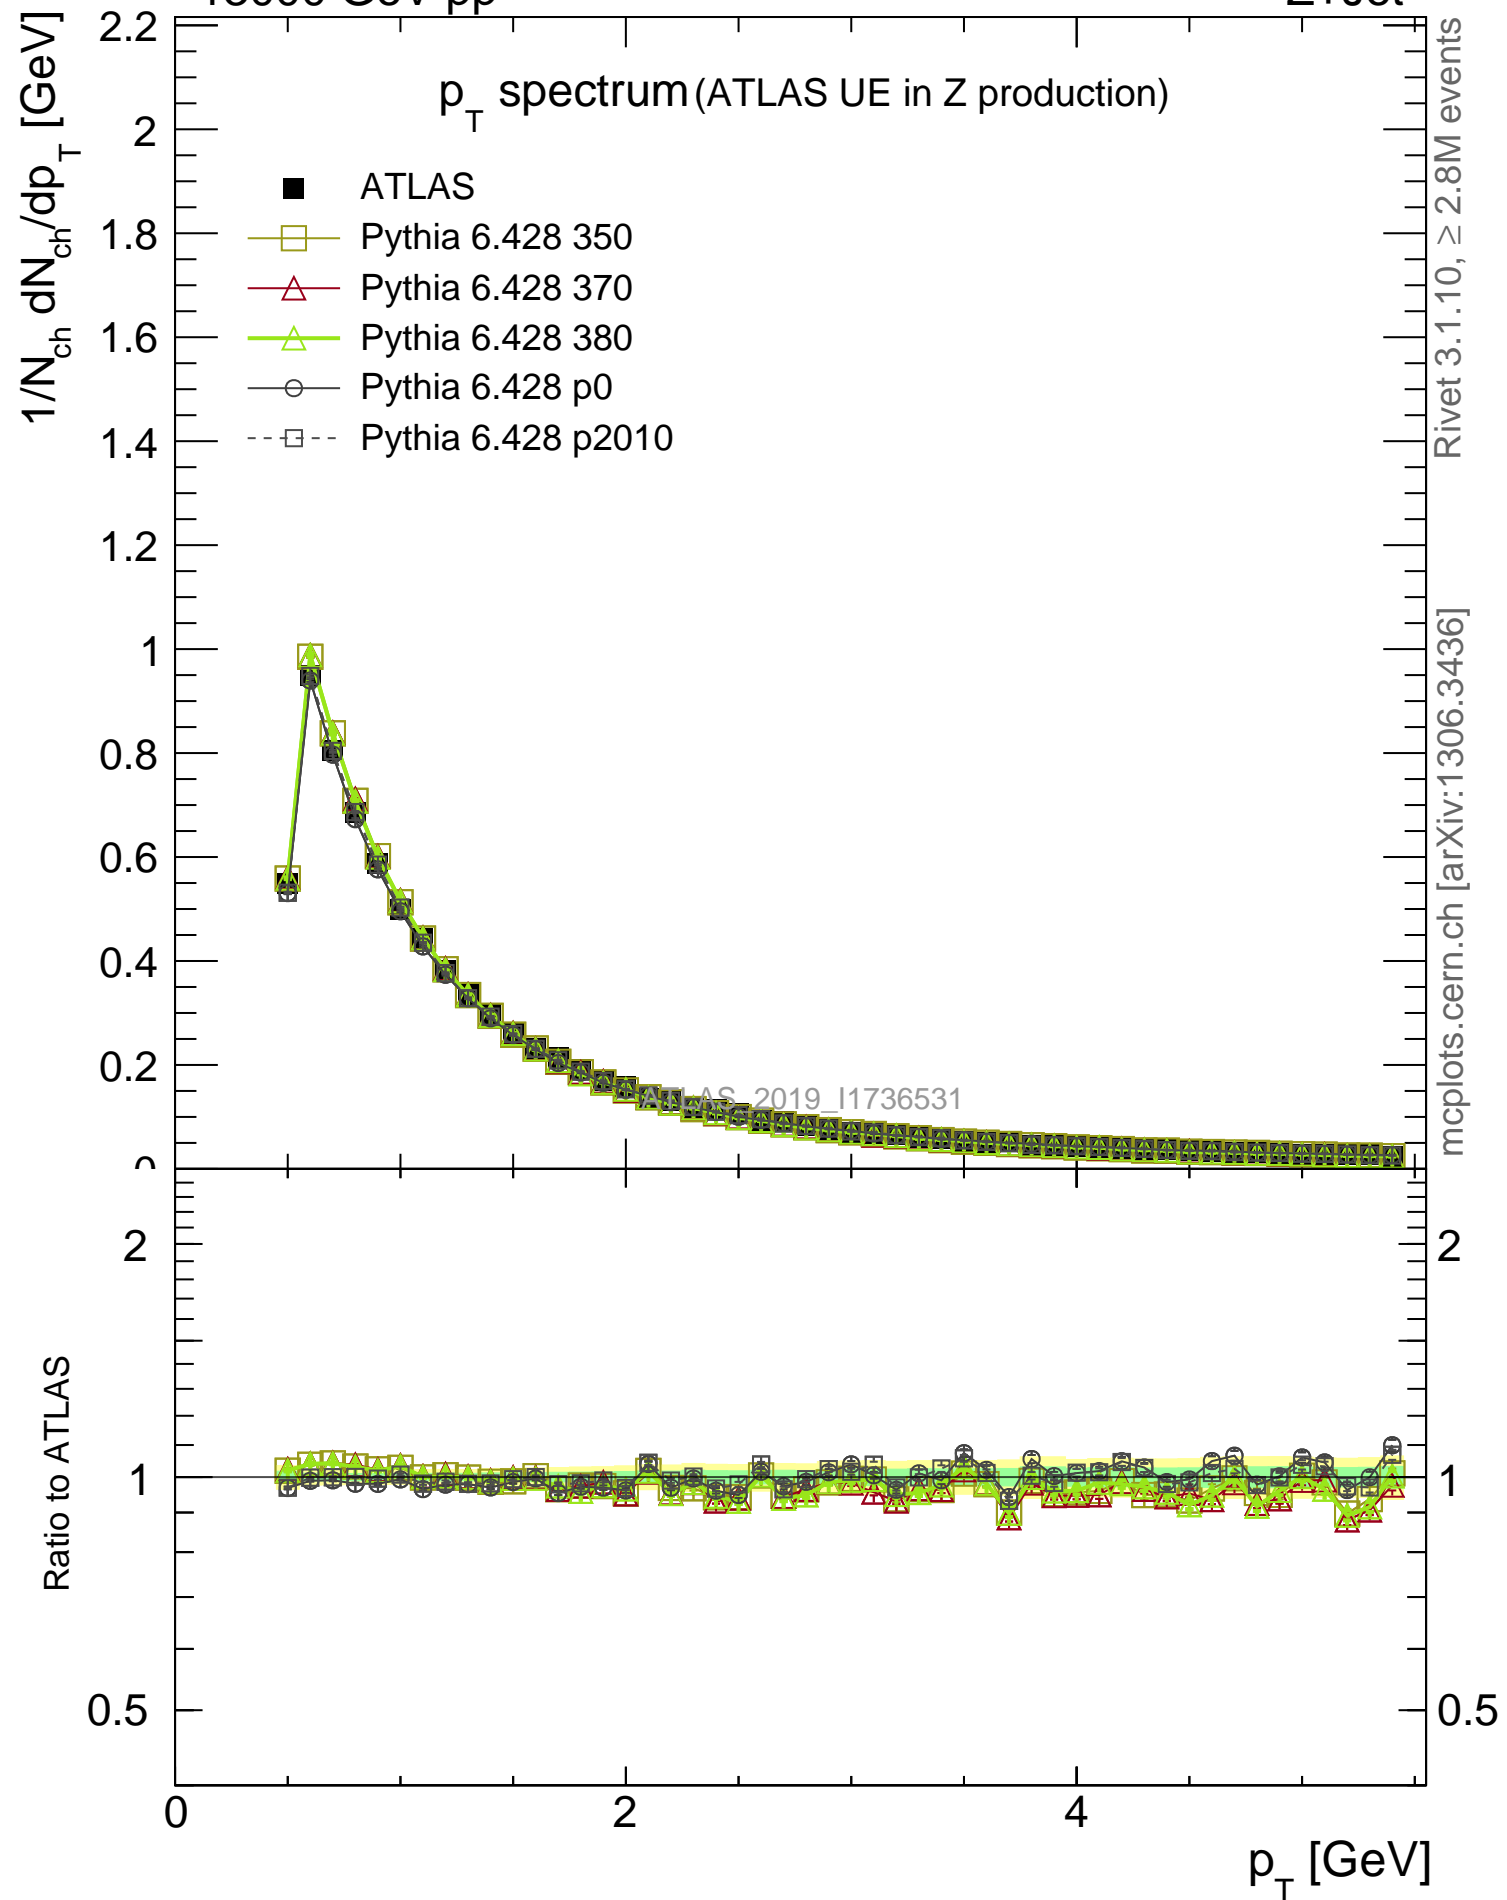 1/N_ch dN_ch/dp_T [GeV]
p_T spectrum (ATLAS UE in Z production)
ATLAS
Pythia 6.428 350
Pythia 6.428 370
Pythia 6.428 380
Pythia 6.428 p0
Pythia 6.428 p2010
2.2
2
1.8
1.6
1.4
1.2
1
0.8
0.6
0.4
0.2
0
ATLAS_2019_I1736531
Rivet 3.1.10, ≥ 2.8M events
mcplots.cern.ch [arXiv:1306.3436]
Ratio to ATLAS
2
1
0.5
2
1
0.5
0
2
4
p_T [GeV]